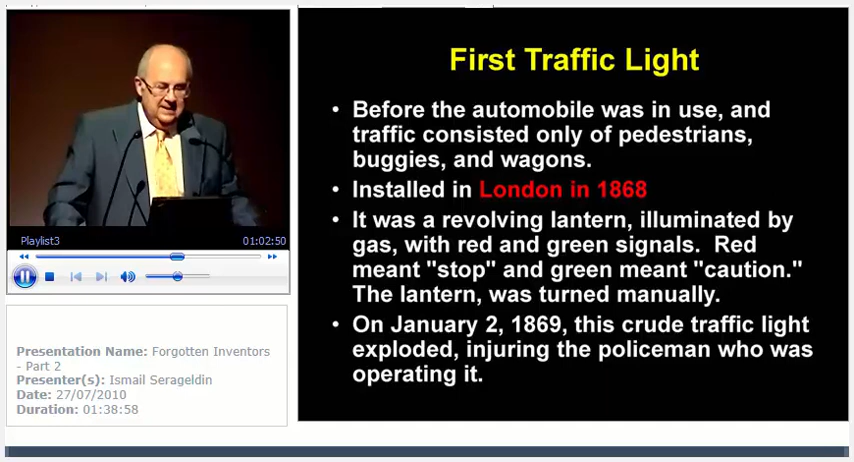 First Traffic Light
• Before the automobile was in use, and
traffic consisted only of pedestrians,
buggies, and wagons.
• Installed in London in 1868
• It was a revolving lantern, illuminated by
gas, with red and green signals.  Red
meant "stop" and green meant "caution."
The lantern, was turned manually.
• On January 2, 1869, this crude traffic light
exploded, injuring the policeman who was
operating it.
Playlist3 01:02:50
Presentation Name: Forgotten Inventors
- Part 2
Presenter(s): Ismail Serageldin
Date: 27/07/2010
Duration: 01:38:58